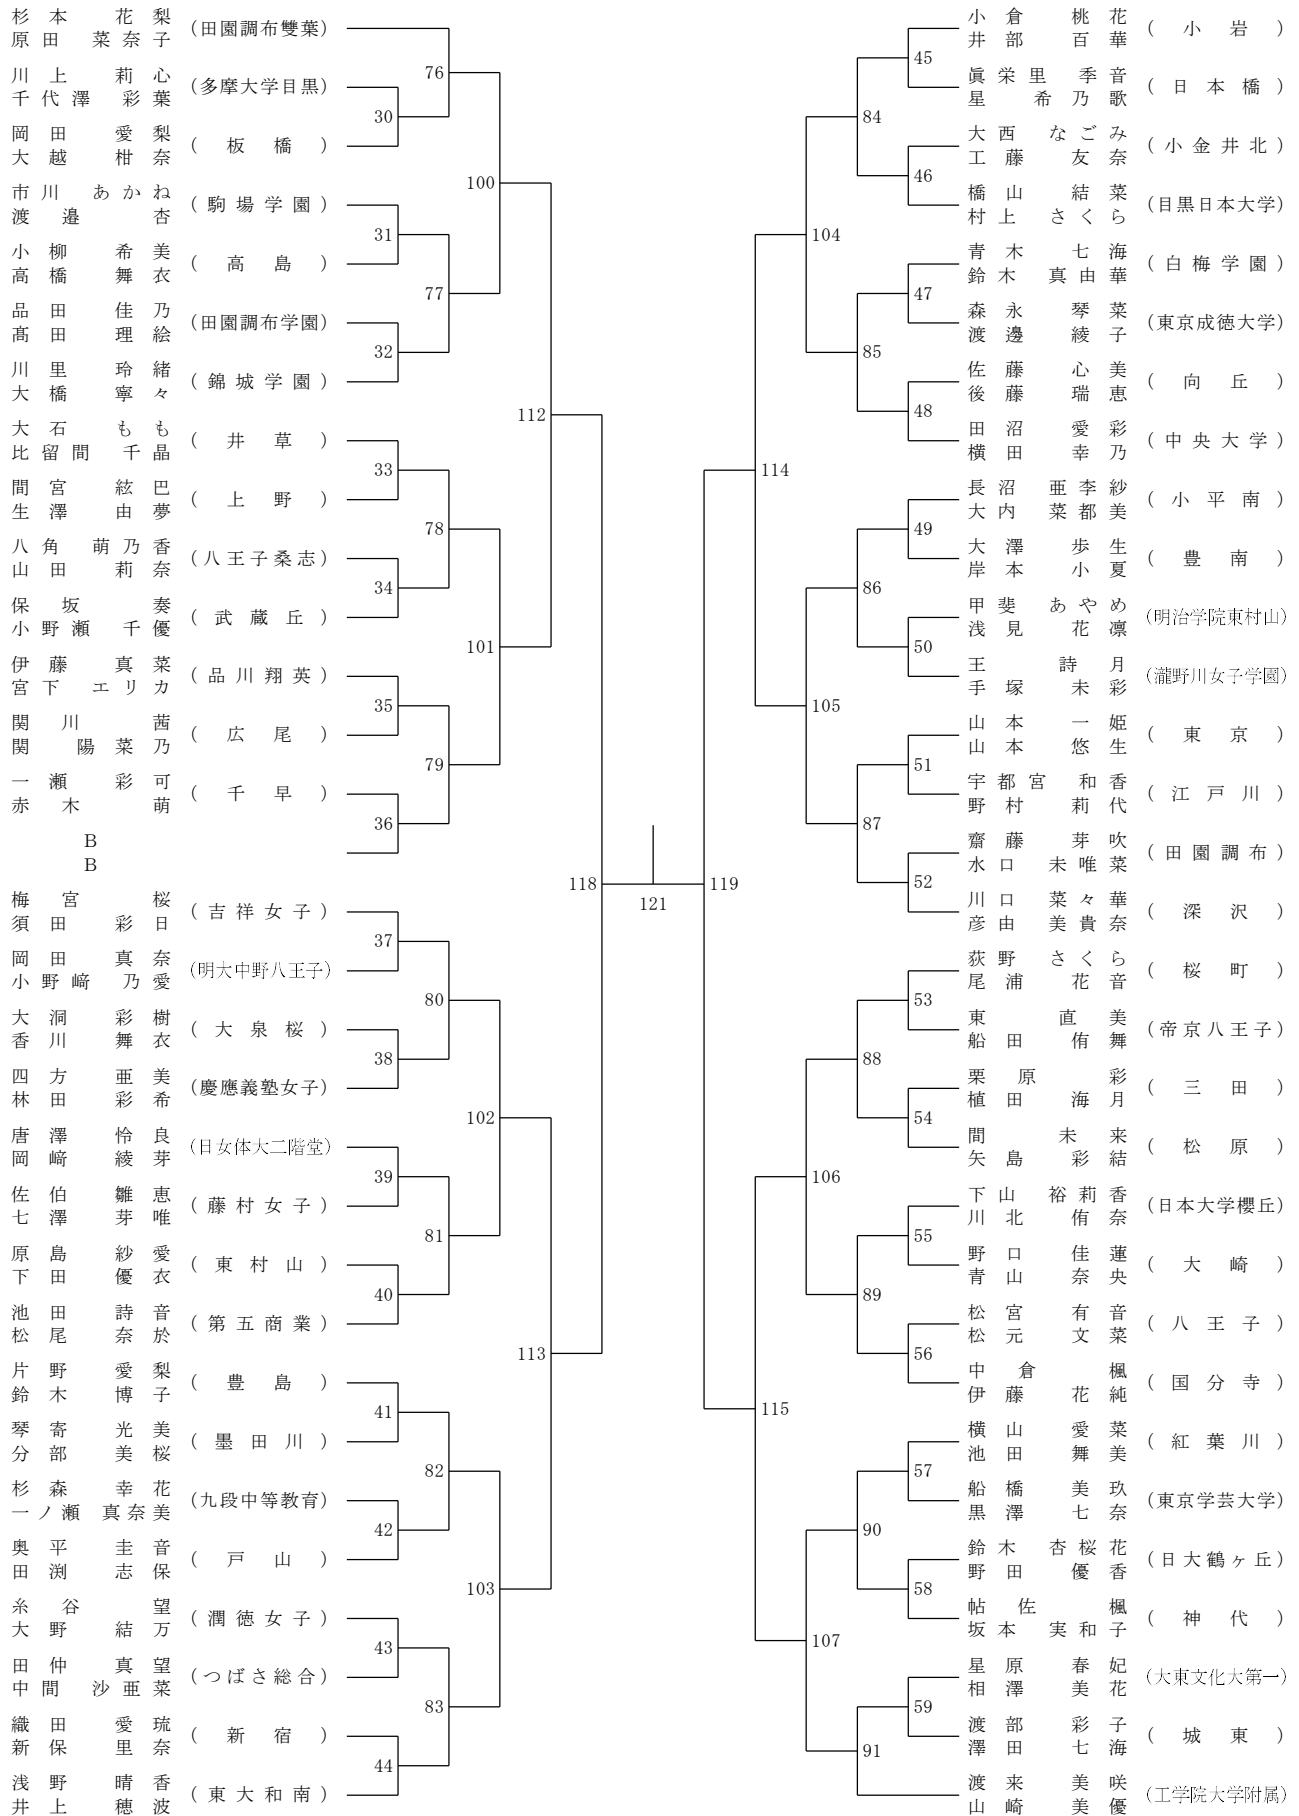 杉本 花梨
原田 菜奈子
(田園調布雙葉)
川上 莉心
千代澤 彩葉
(多摩大学目黒)
岡田 愛梨
大越 柑奈
(板橋)
市川 あかね
渡邉 杏
(駒場学園)
小柳 希美
高橋 舞衣
(高島)
品田 佳乃
髙田 理絵
(田園調布学園)
川里 玲緒
大橋 寧々
(錦城学園)
大石 もも
比留間 千晶
(井草)
間宮 絃巴
生澤 由夢
(上野)
八角 萌乃香
山田 莉奈
(八王子桑志)
保坂 奏
小野瀬 千優
(武蔵丘)
伊藤 真菜
宮下 エリカ
(品川翔英)
関川 茜
関 陽菜乃
(広尾)
一瀬 彩可
赤木 萌
(千早)
B
B
梅宮 桜
須田 彩日
(吉祥女子)
岡田 真奈
小野﨑 乃愛
(明大中野八王子)
大洞 彩樹
香川 舞衣
(大泉桜)
四方 亜美
林田 彩希
(慶應義塾女子)
唐澤 怜良
岡﨑 綾芽
(日女体大二階堂)
佐伯 雛恵
七澤 芽唯
(藤村女子)
原島 紗愛
下田 優衣
(東村山)
池田 詩音
松尾 奈於
(第五商業)
片野 愛梨
鈴木 博子
(豊島)
琴寄 光美
分部 美桜
(墨田川)
杉森 幸花
一ノ瀬 真奈美
(九段中等教育)
奥平 圭音
田渕 志保
(戸山)
糸谷 望
大野 結万
(潤徳女子)
田仲 真望
中間 沙亜菜
(つばさ総合)
織田 愛琉
新保 里奈
(新宿)
浅野 晴香
井上 穂波
(東大和南)
76
30
100
31
77
32
112
33
78
34
101
35
79
36
118
37
80
38
102
39
81
40
113
41
82
42
103
43
83
44
121
119
45
84
46
104
47
85
48
114
49
86
50
105
51
87
52
53
88
54
106
55
89
56
115
57
90
58
107
59
91
小倉 桃花
井部 百華
(小岩)
眞栄里 季音
星 希乃歌
(日本橋)
大西 なごみ
工藤 友奈
(小金井北)
橋山 結菜
村上 さくら
(目黒日本大学)
青木 七海
鈴木 真由華
(白梅学園)
森永 琴菜
渡邊 綾子
(東京成徳大学)
佐藤 心美
後藤 瑞恵
(向丘)
田沼 愛彩
横田 幸乃
(中央大学)
長沼 亜李紗
大内 菜都美
(小平南)
大澤 歩生
岸本 小夏
(豊南)
甲斐 あやめ
浅見 花凛
(明治学院東村山)
王 詩月
手塚 未彩
(瀧野川女子学園)
山本 一姫
山本 悠生
(東京)
宇都宮 和香
野村 莉代
(江戸川)
齋藤 芽吹
水口 未唯菜
(田園調布)
川口 菜々華
彦由 美貴奈
(深沢)
荻野 さくら
尾浦 花音
(桜町)
東 直美
船田 侑舞
(帝京八王子)
栗原 彩
植田 海月
(三田)
間 未来
矢島 彩結
(松原)
下山 裕莉香
川北 侑奈
(日本大学櫻丘)
野口 佳蓮
青山 奈央
(大崎)
松宮 有音
松元 文菜
(八王子)
中倉 楓
伊藤 花純
(国分寺)
横山 愛菜
池田 舞美
(紅葉川)
船橋 美玖
黒澤 七奈
(東京学芸大学)
鈴木 杏桜花
野田 優香
(日大鶴ヶ丘)
帖佐 楓
坂本 実和子
(神代)
星原 春妃
相澤 美花
(大東文化大第一)
渡部 彩子
澤田 七海
(城東)
渡来 美咲
山崎 美優
(工学院大学附属)